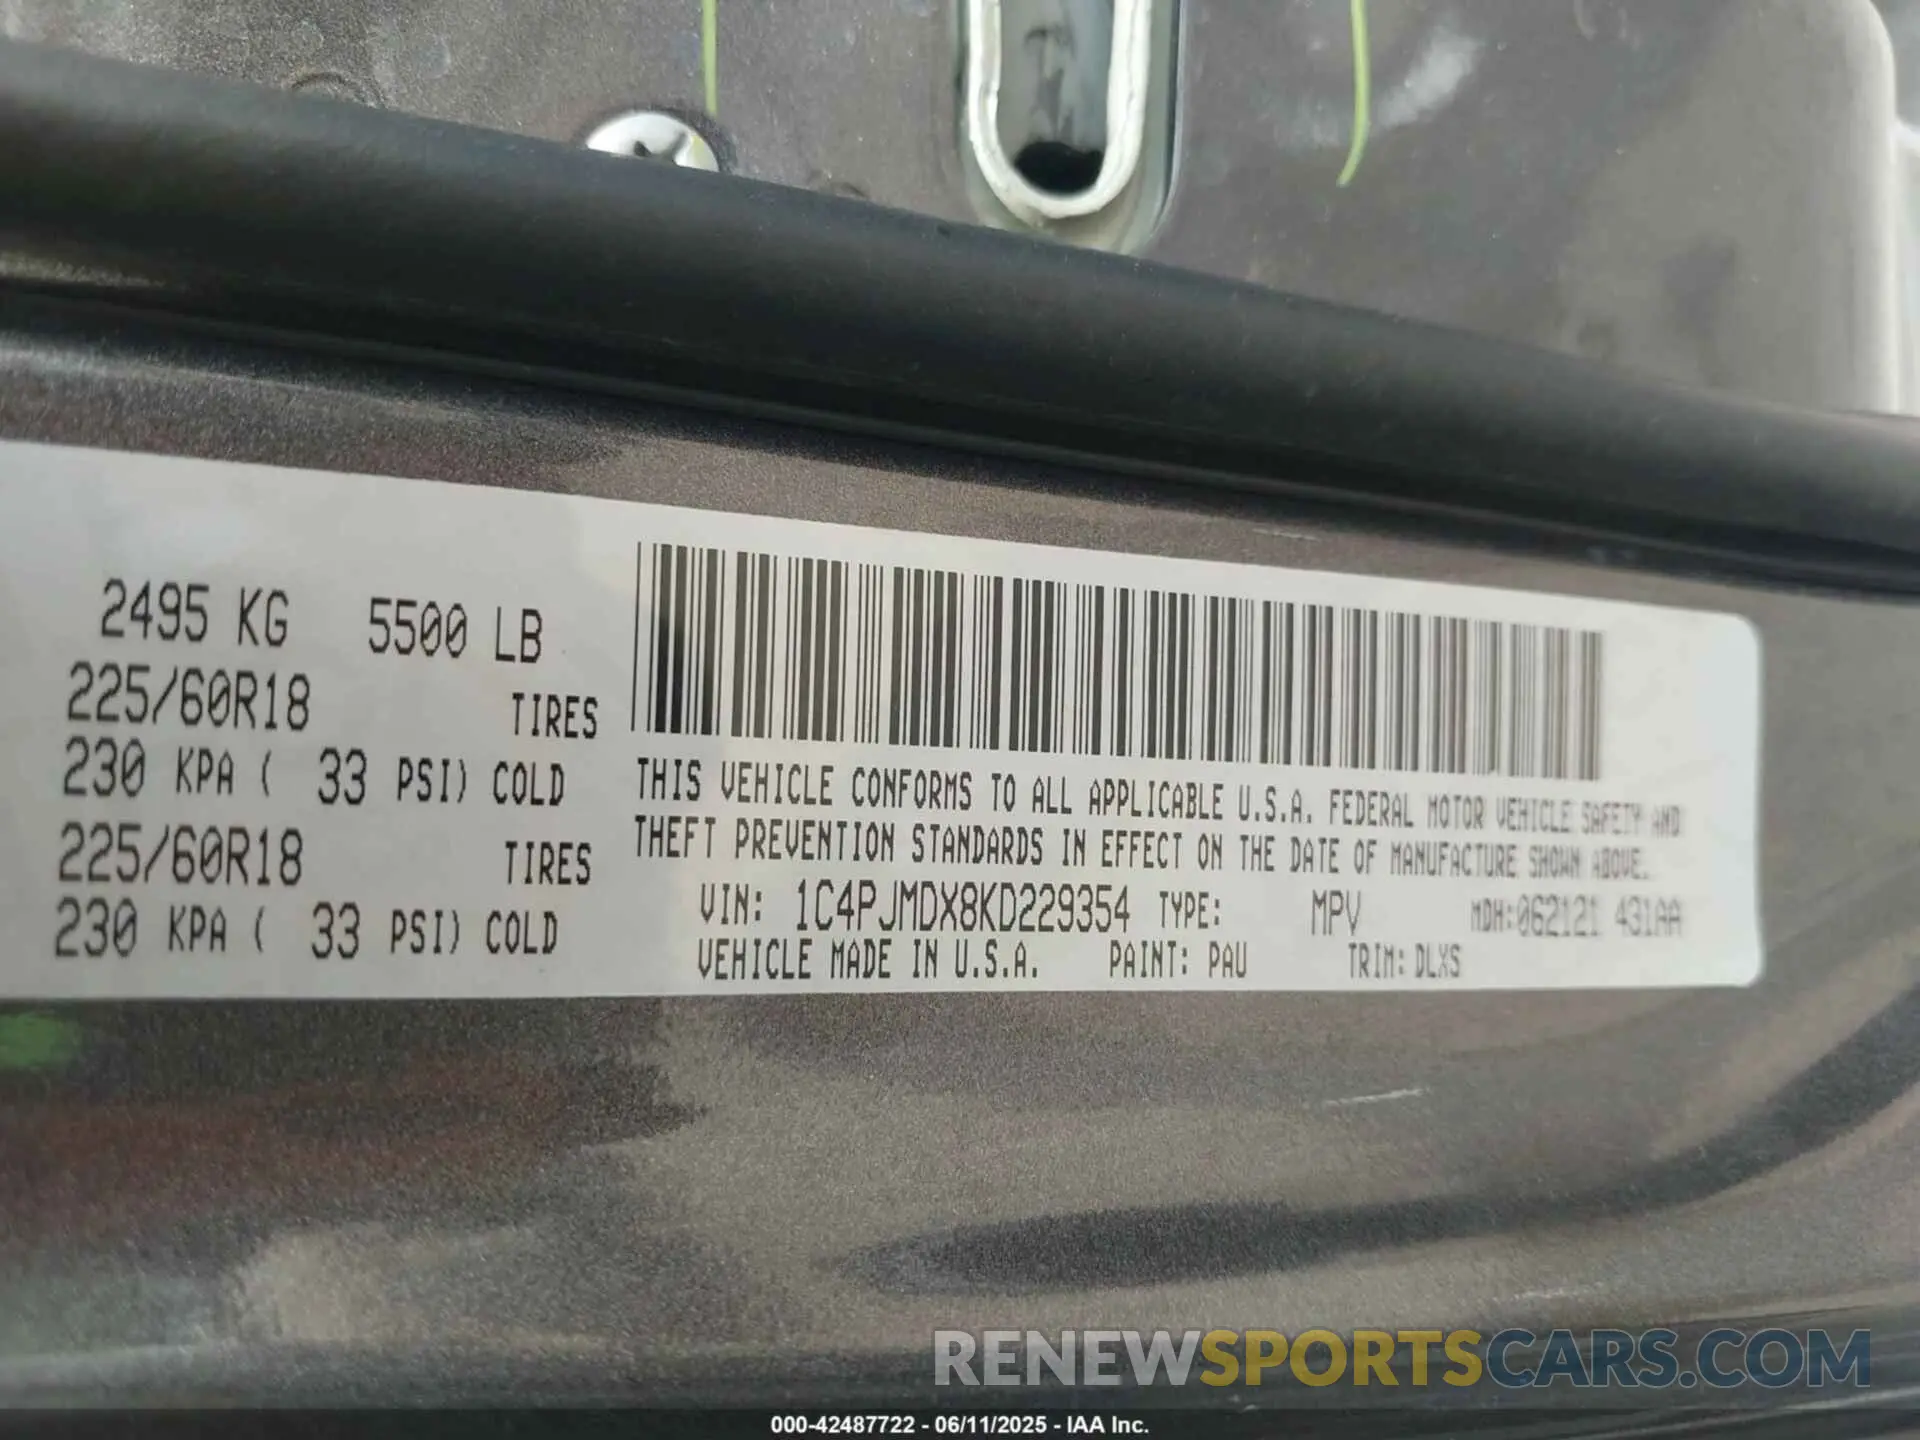 2495 KG 5500 LB
225/60R18 TIRES
230 KPA ( 33 PSI) COLD
225/60R18 TIRES
230 KPA ( 33 PSI) COLD
THIS VEHICLE CONFORMS TO ALL APPLICABLE U.S.A. FEDERAL MOTOR VEHICLE SAFETY AND
THEFT PREVENTION STANDARDS IN EFFECT ON THE DATE OF MANUFACTURE SHOWN ABOVE.
VIN: 1C4PJMDX8KD229354 TYPE: MPV MDH:062121 431AA
VEHICLE MADE IN U.S.A. PAINT: PAU TRIM: DLXS
RENEWSPORTSCARS.COM
000-42487722 - 06/11/2025 - IAA Inc.